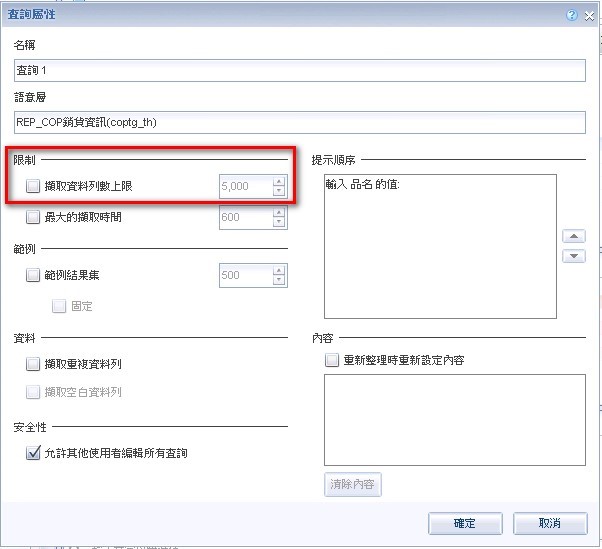 查詢屬性
名稱
查詢 1
語意層
REP_COP銷貨資訊(coptg_th)
限制
擷取資料列數上限 5,000
最大的擷取時間 600
範例
範例結果集 500
固定
資料
擷取重複資料列
擷取空白資料列
安全性
允許其他使用者編輯所有查詢
提示順序
輸入 品名 的值:
內容
重新整理時重新設定內容
清除內容
確定 取消